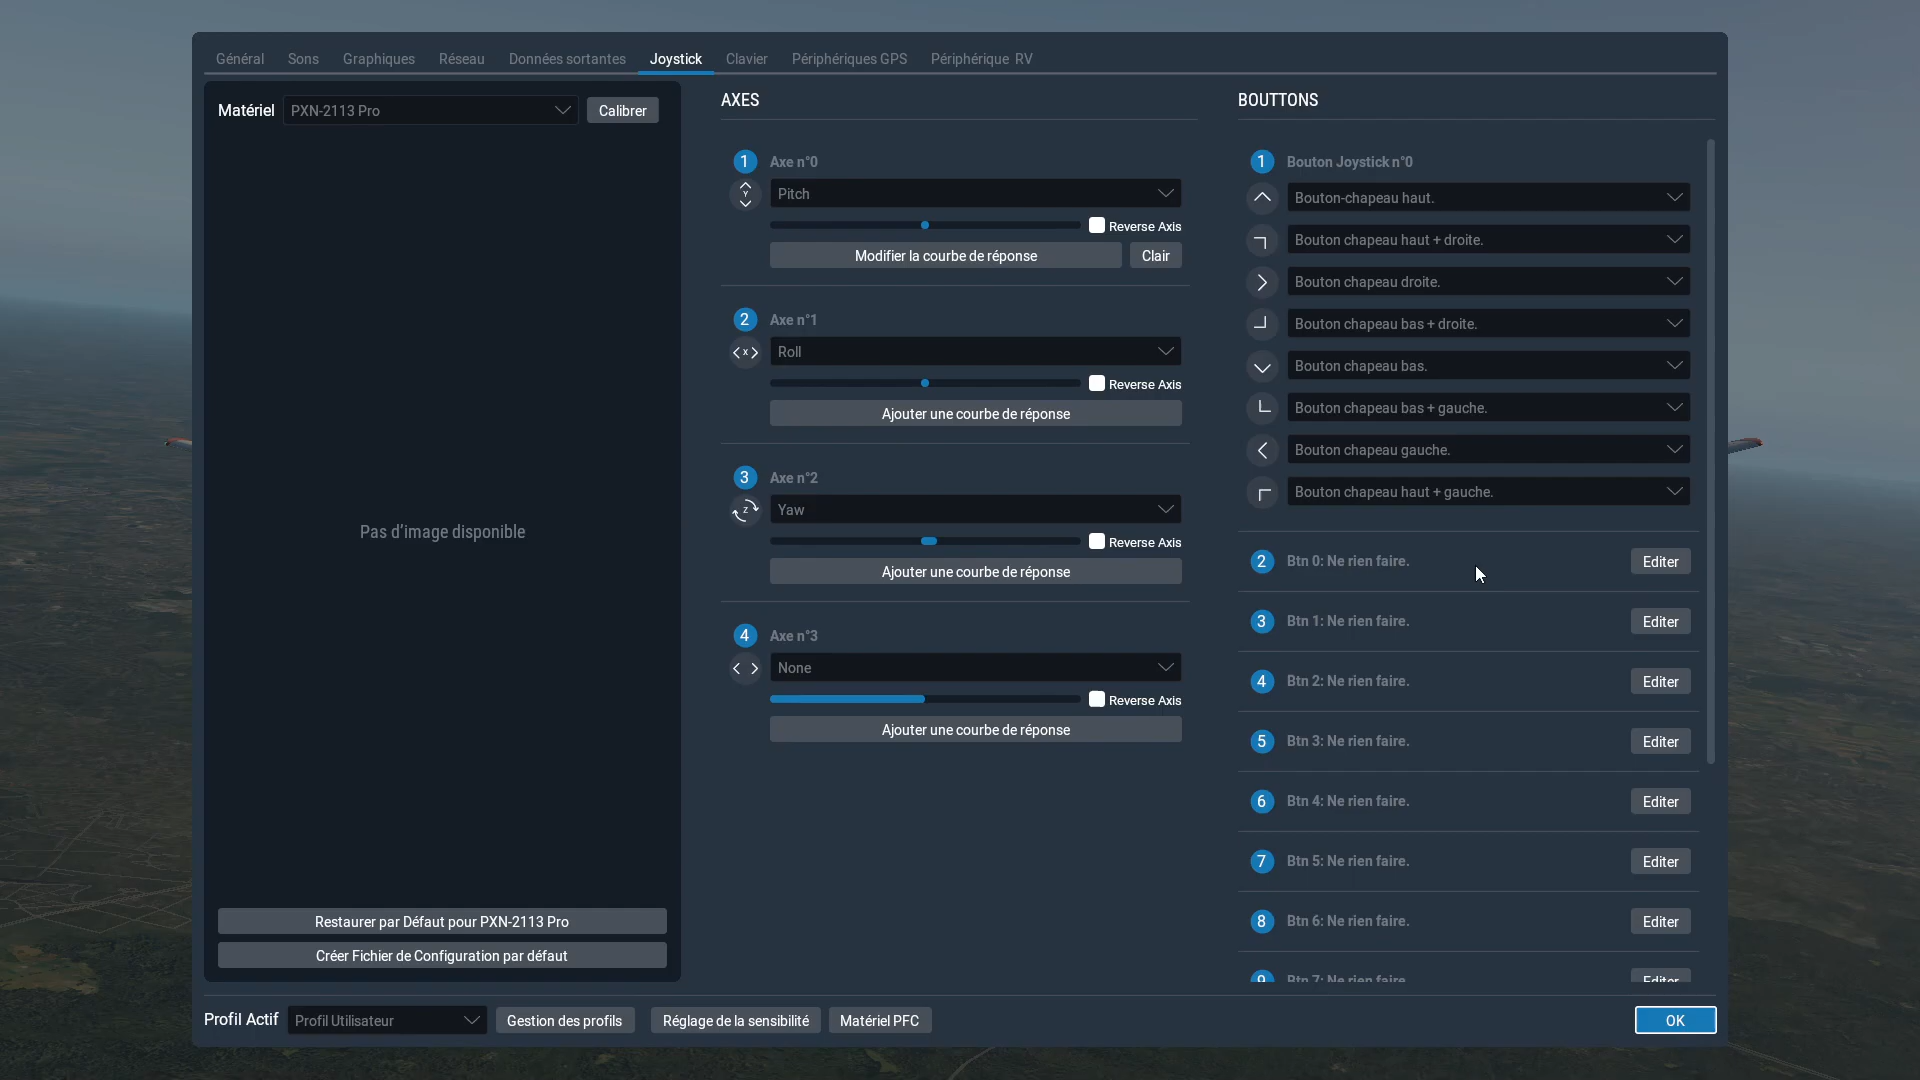 Général Sons Graphiques Réseau Données sortantes Joystick Clavier Périphériques GPS Périphérique RV
Matériel PXN-2113 Pro Calibrer
Pas d'image disponible
Restaurer par Défaut pour PXN-2113 Pro
Créer Fichier de Configuration par défaut
AXES
1 Axe n°0
Y Pitch
Reverse Axis
Modifier la courbe de réponse Clair
2 Axe n°1
X Roll
Reverse Axis
Ajouter une courbe de réponse
3 Axe n°2
Z Yaw
Reverse Axis
Ajouter une courbe de réponse
4 Axe n°3
None
Reverse Axis
Ajouter une courbe de réponse
BOUTTONS
1 Bouton Joystick n°0
Bouton-chapeau haut.
Bouton chapeau haut + droite.
Bouton chapeau droite.
Bouton chapeau bas + droite.
Bouton chapeau bas.
Bouton chapeau bas + gauche.
Bouton chapeau gauche.
Bouton chapeau haut + gauche.
2 Btn 0: Ne rien faire. Editer
3 Btn 1: Ne rien faire. Editer
4 Btn 2: Ne rien faire. Editer
5 Btn 3: Ne rien faire. Editer
6 Btn 4: Ne rien faire. Editer
7 Btn 5: Ne rien faire. Editer
8 Btn 6: Ne rien faire. Editer
9 Btn 7: Ne rien faire. Editer
Profil Actif Profil Utilisateur Gestion des profils Réglage de la sensibilité Matériel PFC OK